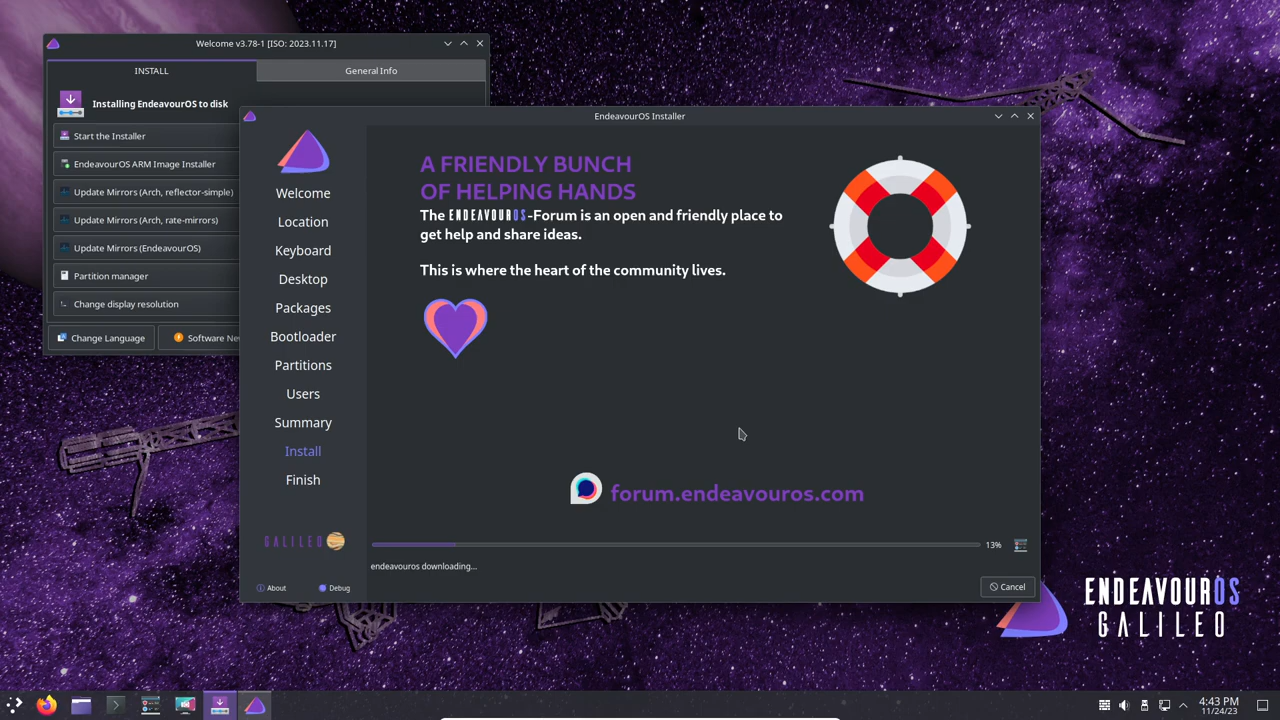 Welcome v3.78-1 [ISO: 2023.11.17]
INSTALL
General Info
Installing EndeavourOS to disk
Start the Installer
EndeavourOS ARM Image Installer
Update Mirrors (Arch, reflector-simple)
Update Mirrors (Arch, rate-mirrors)
Update Mirrors (EndeavourOS)
Partition manager
Change display resolution
Change Language
Software Ne
EndeavourOS Installer
Welcome
Location
Keyboard
Desktop
Packages
Bootloader
Partitions
Users
Summary
Install
Finish
GALILEO
About
Debug
A FRIENDLY BUNCH
OF HELPING HANDS
The ENDEAVOUROS-Forum is an open and friendly place to
get help and share ideas.
This is where the heart of the community lives.
forum.endeavouros.com
13%
endeavouros downloading...
Cancel
ENDEAVOUROS
GALILEO
4:43 PM
11/24/23